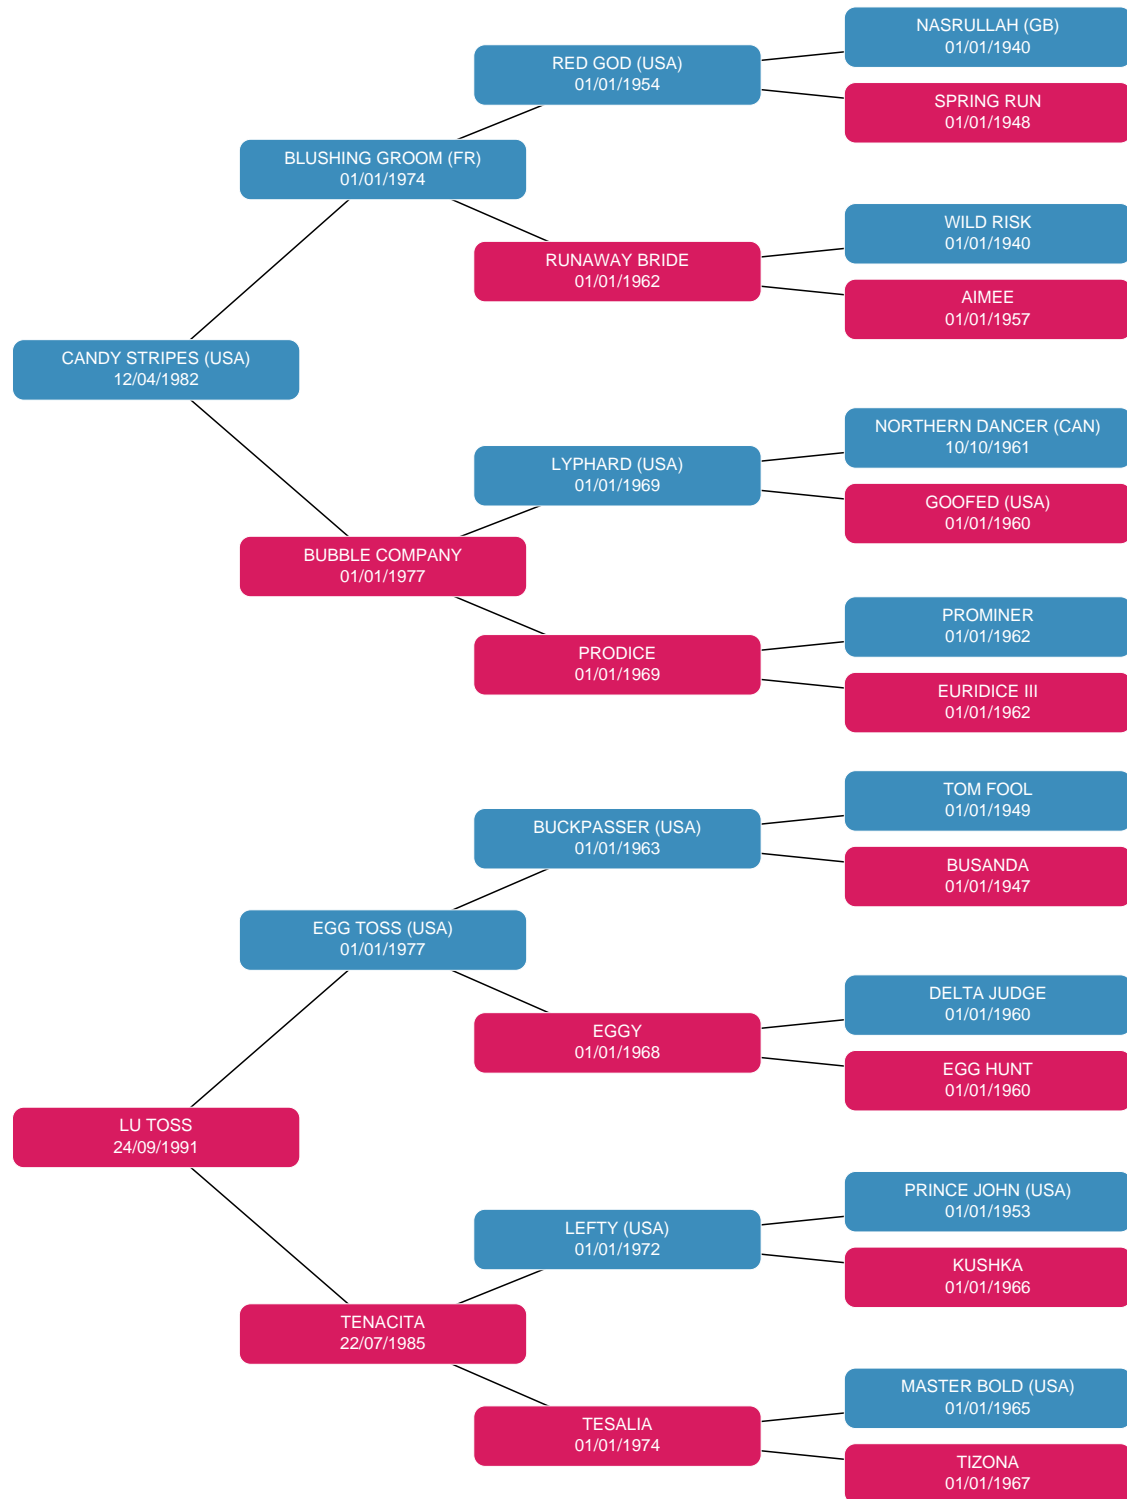 NASRULLAH (GB)
01/01/1940
RED GOD (USA)
01/01/1954
SPRING RUN
01/01/1948
BLUSHING GROOM (FR)
01/01/1974
WILD RISK
01/01/1940
RUNAWAY BRIDE
01/01/1962
AIMEE
01/01/1957
CANDY STRIPES (USA)
12/04/1982
NORTHERN DANCER (CAN)
10/10/1961
LYPHARD (USA)
01/01/1969
GOOFED (USA)
01/01/1960
BUBBLE COMPANY
01/01/1977
PROMINER
01/01/1962
PRODICE
01/01/1969
EURIDICE III
01/01/1962
TOM FOOL
01/01/1949
BUCKPASSER (USA)
01/01/1963
BUSANDA
01/01/1947
EGG TOSS (USA)
01/01/1977
DELTA JUDGE
01/01/1960
EGGY
01/01/1968
EGG HUNT
01/01/1960
LU TOSS
24/09/1991
PRINCE JOHN (USA)
01/01/1953
LEFTY (USA)
01/01/1972
KUSHKA
01/01/1966
TENACITA
22/07/1985
MASTER BOLD (USA)
01/01/1965
TESALIA
01/01/1974
TIZONA
01/01/1967